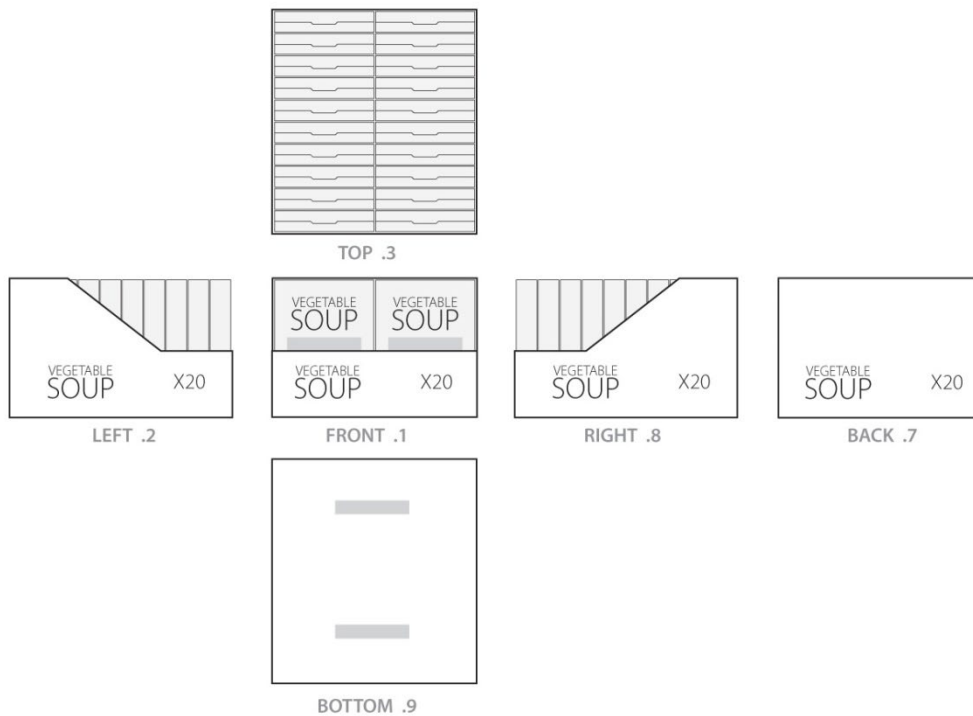 TOP .3
VEGETABLE
SOUP
VEGETABLE
SOUP
VEGETABLE
SOUP X20
LEFT .2
VEGETABLE
SOUP X20
FRONT .1
VEGETABLE
SOUP X20
RIGHT .8
VEGETABLE
SOUP X20
BACK .7
BOTTOM .9